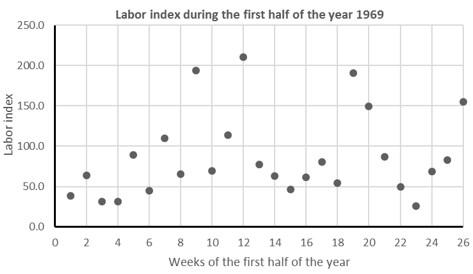 Labor index during the first half of the year 1969
250.0
200.0
150.0
100.0
50.0
0.0
Labor index
0 2 4 6 8 10 12 14 16 18 20 22 24 26
Weeks of the first half of the year